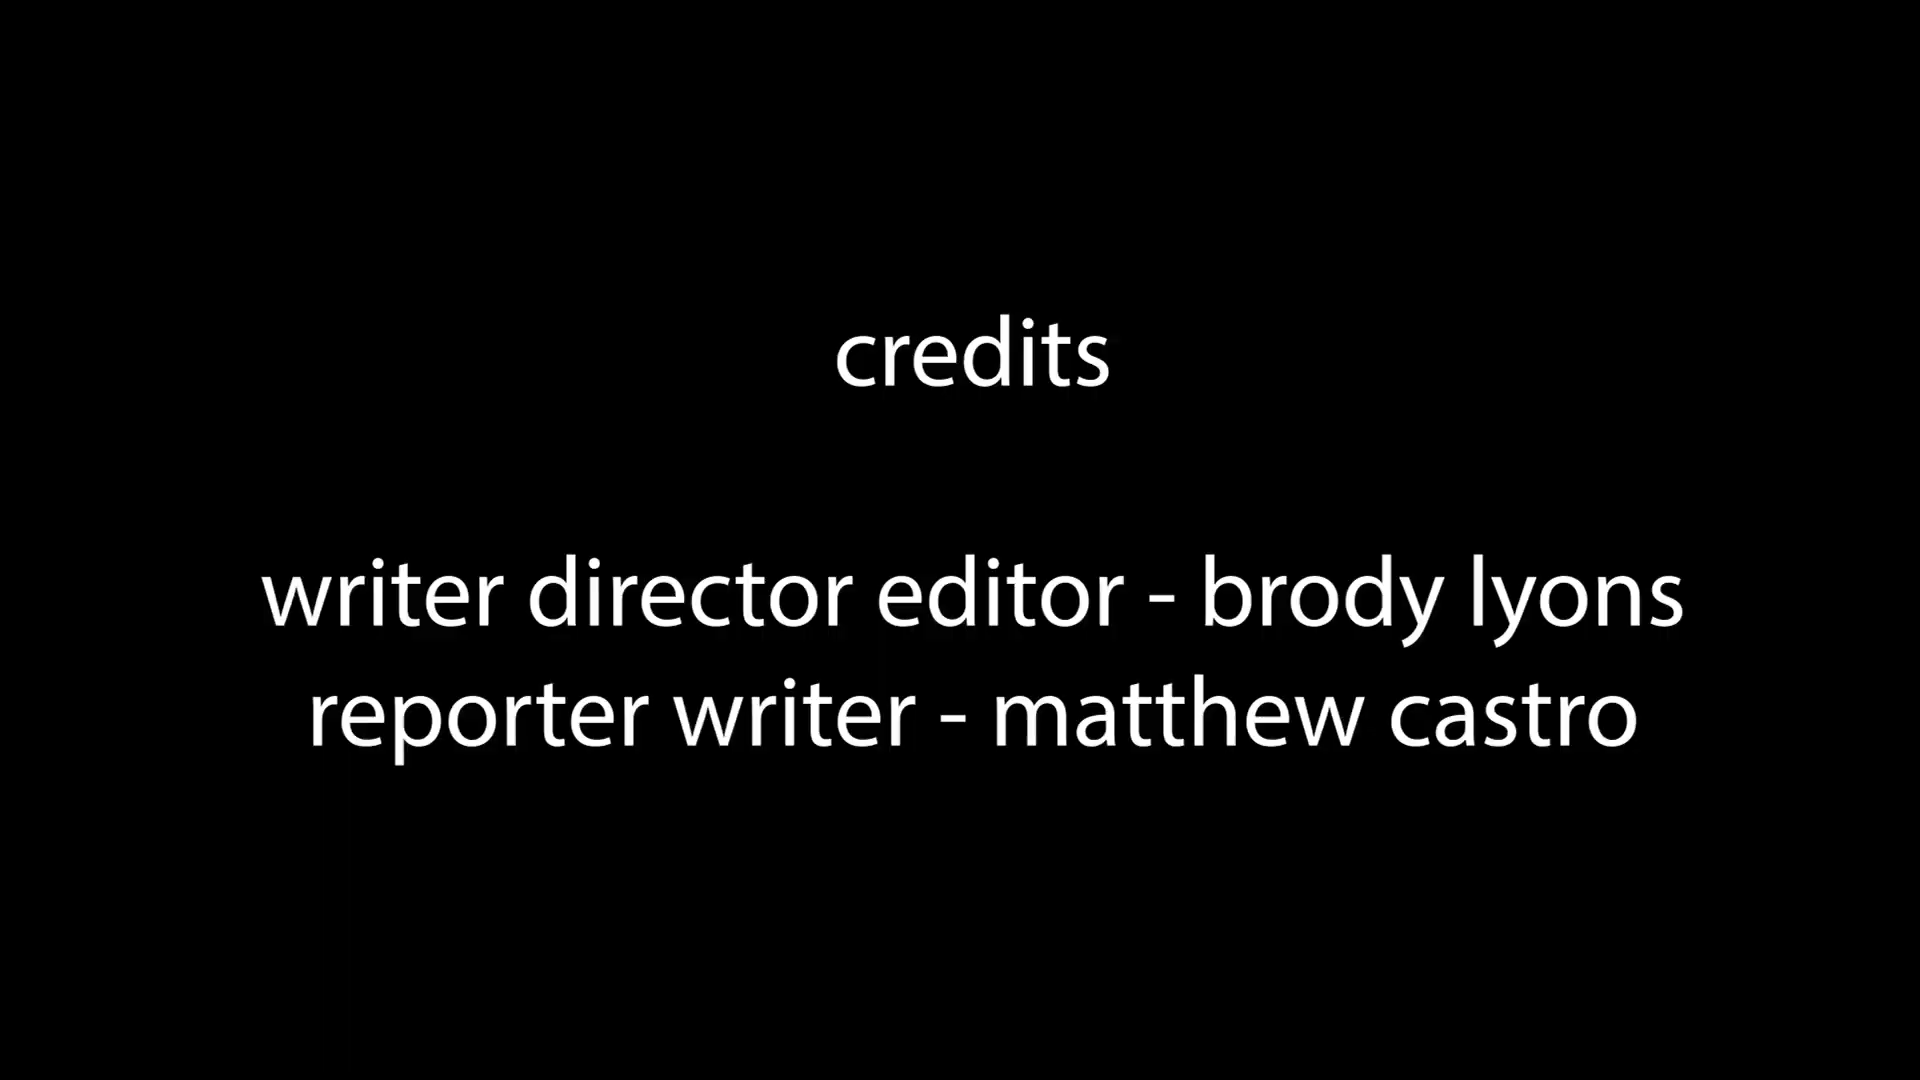 credits
writer director editor - brody lyons
reporter writer - matthew castro